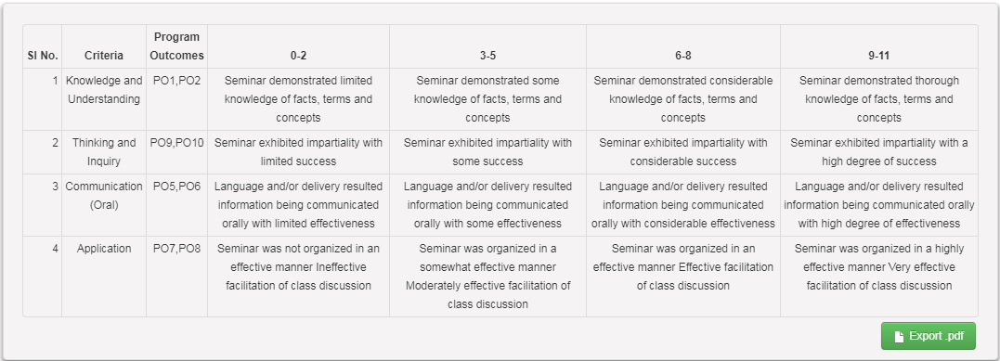 Sl No. Criteria Program Outcomes 0-2 3-5 6-8 9-11
1 Knowledge and Understanding PO1,PO2 Seminar demonstrated limited knowledge of facts, terms and concepts Seminar demonstrated some knowledge of facts, terms and concepts Seminar demonstrated considerable knowledge of facts, terms and concepts Seminar demonstrated thorough knowledge of facts, terms and concepts
2 Thinking and Inquiry PO9,PO10 Seminar exhibited impartiality with limited success Seminar exhibited impartiality with some success Seminar exhibited impartiality with considerable success Seminar exhibited impartiality with a high degree of success
3 Communication (Oral) PO5,PO6 Language and/or delivery resulted information being communicated orally with limited effectiveness Language and/or delivery resulted information being communicated orally with some effectiveness Language and/or delivery resulted information being communicated orally with considerable effectiveness Language and/or delivery resulted information being communicated orally with high degree of effectiveness
4 Application PO7,PO8 Seminar was not organized in an effective manner Ineffective facilitation of class discussion Seminar was organized in a somewhat effective manner Moderately effective facilitation of class discussion Seminar was organized in an effective manner Effective facilitation of class discussion Seminar was organized in a highly effective manner Very effective facilitation of class discussion
Export .pdf